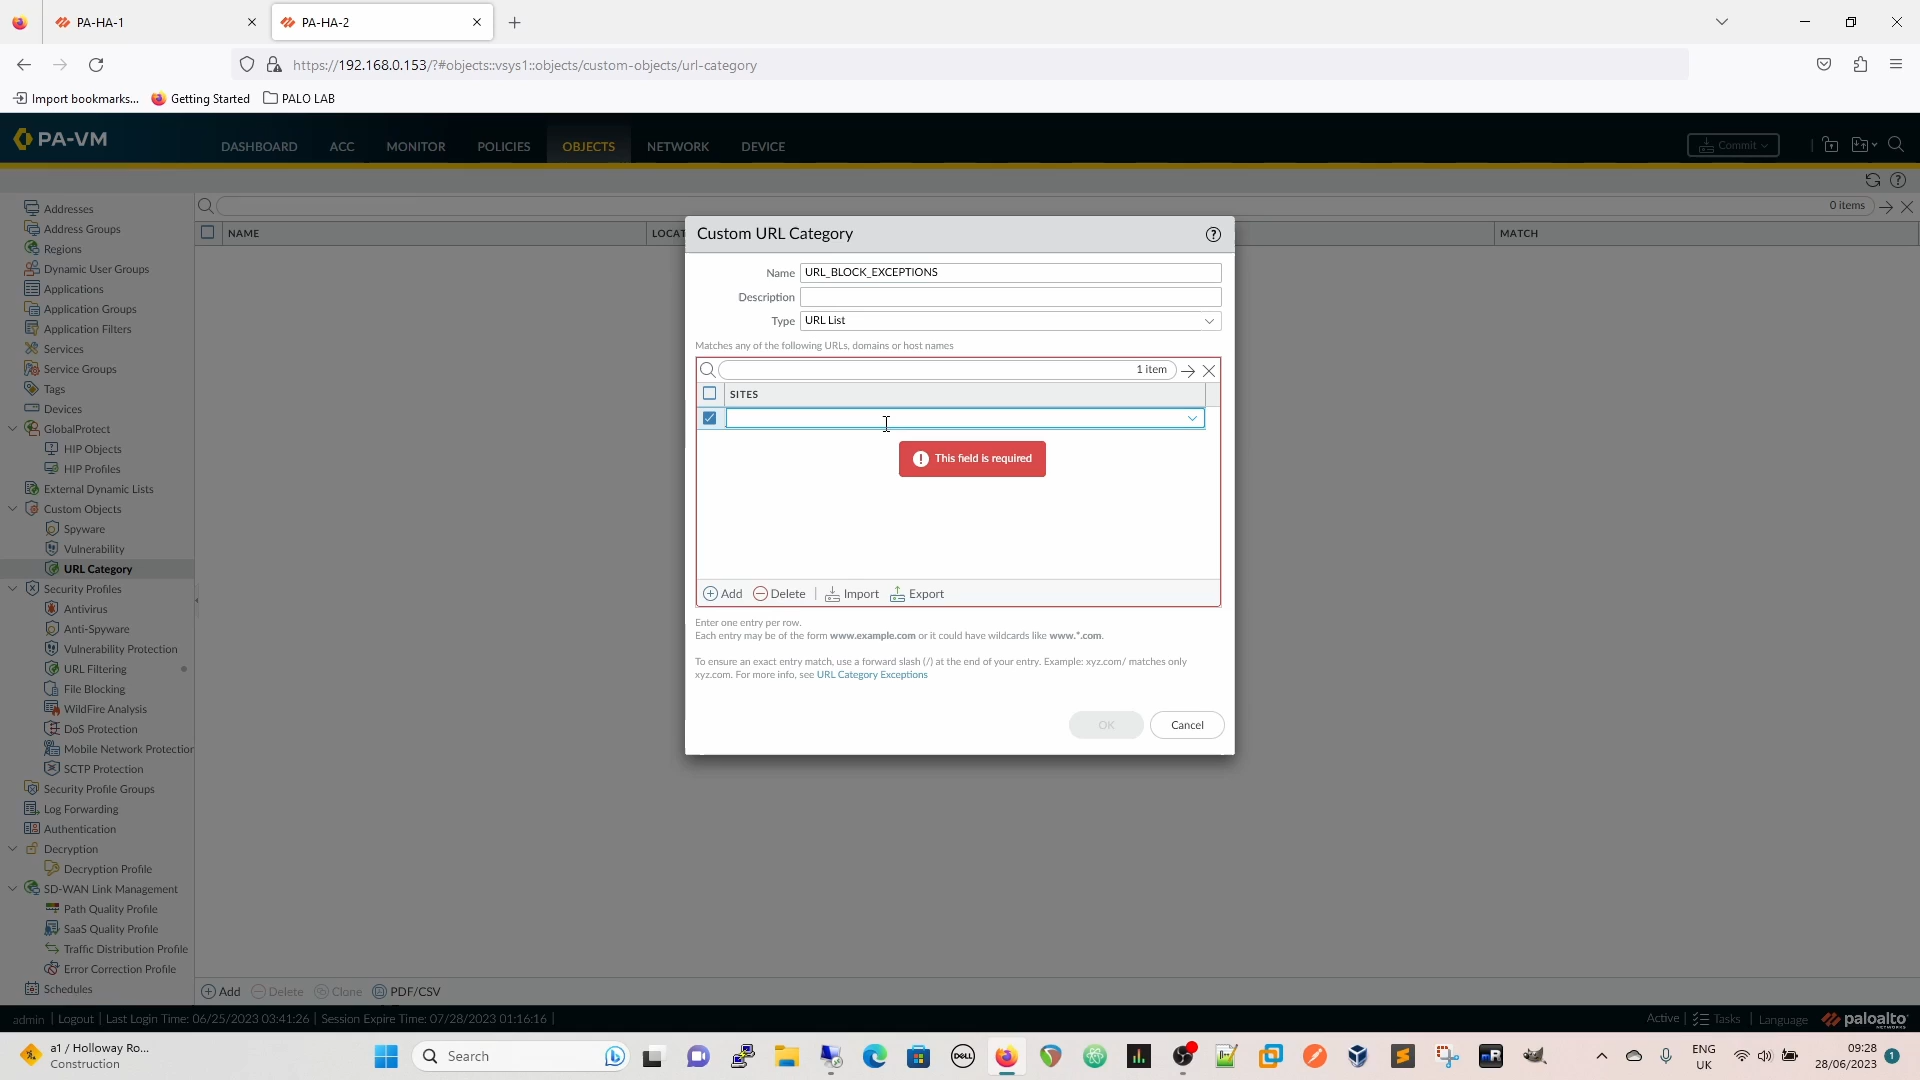 PA-HA-1
PA-HA-2
https://192.168.0.153/?#objects::vsys1::objects/custom-objects/url-category
Import bookmarks...
Getting Started
PALO LAB
PA-VM
DASHBOARD
ACC
MONITOR
POLICIES
OBJECTS
NETWORK
DEVICE
Commit
Addresses
Address Groups
Regions
Dynamic User Groups
Applications
Application Groups
Application Filters
Services
Service Groups
Tags
Devices
GlobalProtect
HIP Objects
HIP Profiles
External Dynamic Lists
Custom Objects
Spyware
Vulnerability
URL Category
Security Profiles
Antivirus
Anti-Spyware
Vulnerability Protection
URL Filtering
File Blocking
WildFire Analysis
DoS Protection
Mobile Network Protection
SCTP Protection
Security Profile Groups
Log Forwarding
Authentication
Decryption
Decryption Profile
SD-WAN Link Management
Path Quality Profile
SaaS Quality Profile
Traffic Distribution Profile
Error Correction Profile
Schedules
0 items
NAME
MATCH
Custom URL Category
Name
URL_BLOCK_EXCEPTIONS
Description
Type
URL List
Matches any of the following URLs, domains or host names
1 item
SITES
This field is required
Add
Delete
Import
Export
Enter one entry per row.
Each entry may be of the form www.example.com or it could have wildcards like www.*.com.
To ensure an exact entry match, use a forward slash (/) at the end of your entry. Example: xyz.com/ matches only
xyz.com. For more info, see URL Category Exceptions
OK
Cancel
Add
Delete
Clone
PDF/CSV
admin | Logout | Last Login Time: 06/25/2023 03:41:26 | Session Expire Time: 07/28/2023 01:16:16 |
Active | Tasks | Language
paloalto
NETWORKS
a1 / Holloway Ro...
Construction
Search
DELL
ENG
UK
09:28
28/06/2023
1